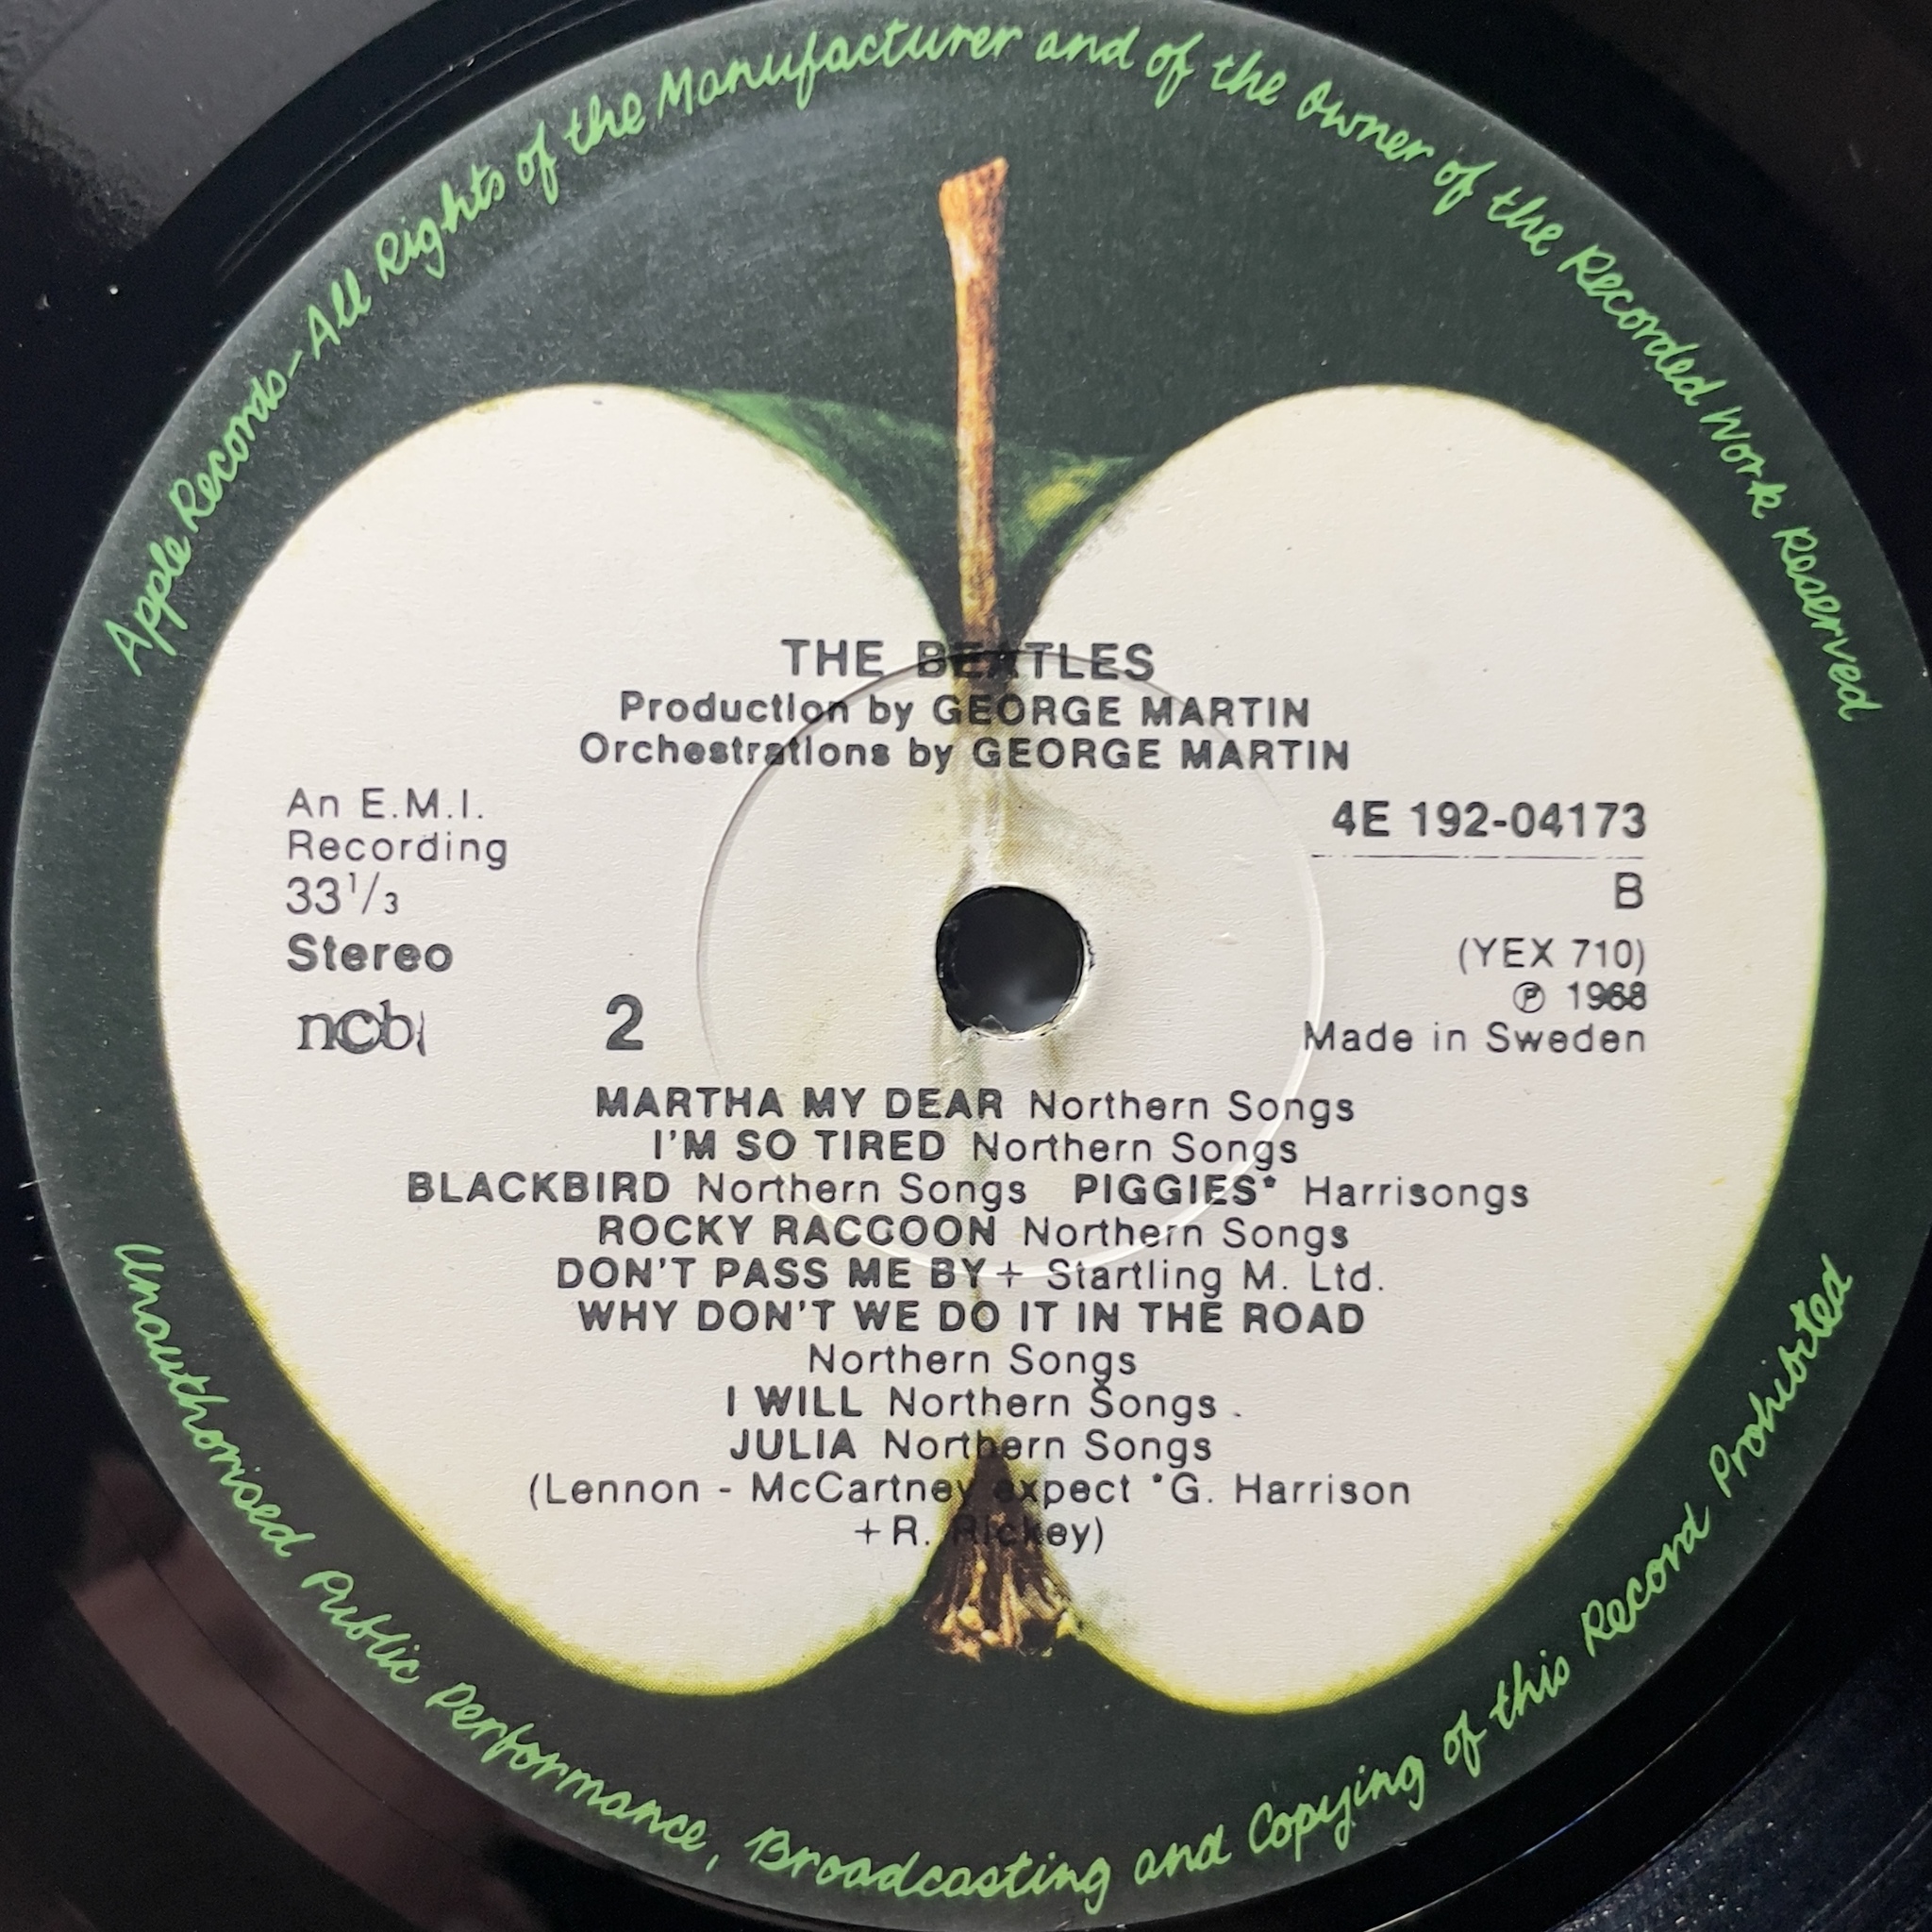 Apple Records-All Rights of the Manufacturer and of the Owner of the Recorded Work Reserved
THE BEATLES
Production by GEORGE MARTIN
Orchestrations by GEORGE MARTIN
An E.M.I.
Recording
33 1/3
Stereo
ncb
2
4E 192-04173
B
(YEX 710)
℗ 1968
Made in Sweden
MARTHA MY DEAR Northern Songs
I'M SO TIRED Northern Songs
BLACKBIRD Northern Songs PIGGIES* Harrisongs
ROCKY RACCOON Northern Songs
DON'T PASS ME BY+ Startling M. Ltd.
WHY DON'T WE DO IT IN THE ROAD
Northern Songs
I WILL Northern Songs
JULIA Northern Songs
(Lennon - McCartney expect *G. Harrison
+R. Rickey)
Unauthorised Public Performance, Broadcasting and Copying of this Record Prohibited